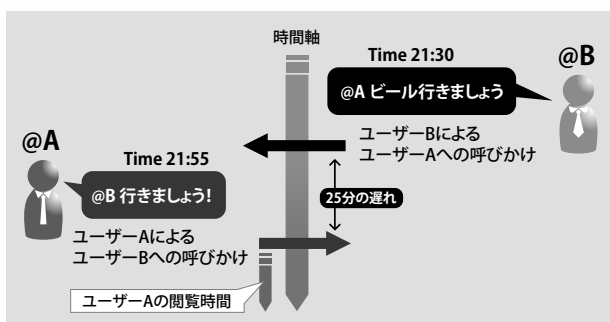 時間軸
Time 21:30
@B
@A ビール行きましょう
ユーザーBによる
ユーザーAへの呼びかけ
@A
Time 21:55
@B 行きましょう!
25分の遅れ
ユーザーAによる
ユーザーBへの呼びかけ
ユーザーAの閲覧時間